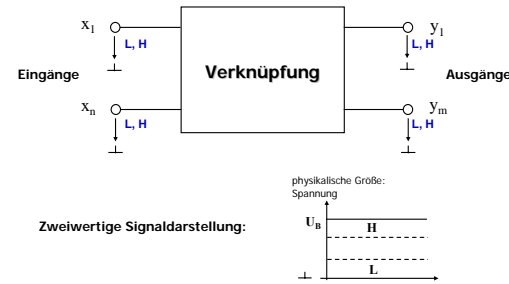 x1 y1
L, H L, H
Eingänge Verknüpfung Ausgänge
xn ym
L, H L, H
physikalische Größe:
Spannung
Zweiwertige Signaldarstellung:
UB H
L